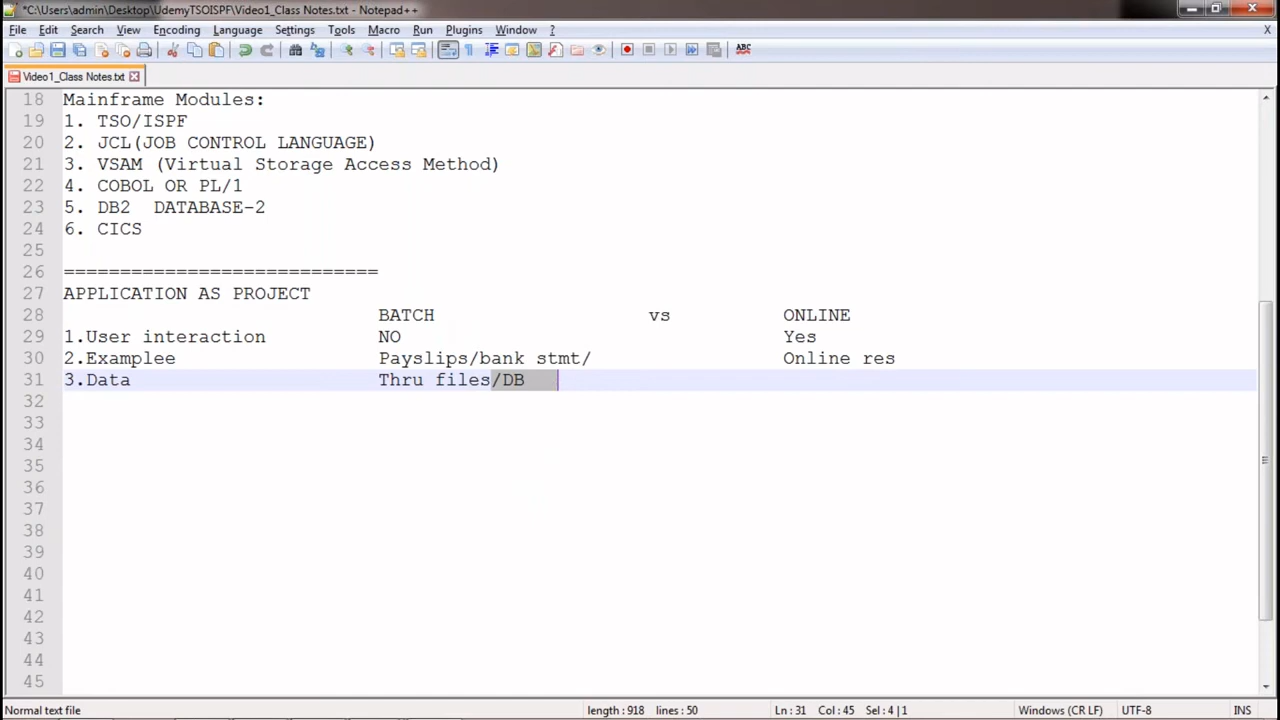 *C:\Users\admin\Desktop\UdemyTSOISPF\Video1_Class Notes.txt - Notepad++
File Edit Search View Encoding Language Settings Tools Macro Run Plugins Window ? X
ABC
Video1_Class Notes.txt
18 Mainframe Modules:
19 1. TSO/ISPF
20 2. JCL(JOB CONTROL LANGUAGE)
21 3. VSAM (Virtual Storage Access Method)
22 4. COBOL OR PL/1
23 5. DB2 DATABASE-2
24 6. CICS
25
26 ============================
27 APPLICATION AS PROJECT
28 BATCH vs ONLINE
29 1.User interaction NO Yes
30 2.Examplee Payslips/bank stmt/ Online res
31 3.Data Thru files/DB
32
33
34
35
36
37
38
39
40
41
42
43
44
45
Normal text file length : 918 lines : 50 Ln : 31 Col : 45 Sel : 4 | 1 Windows (CR LF) UTF-8 INS